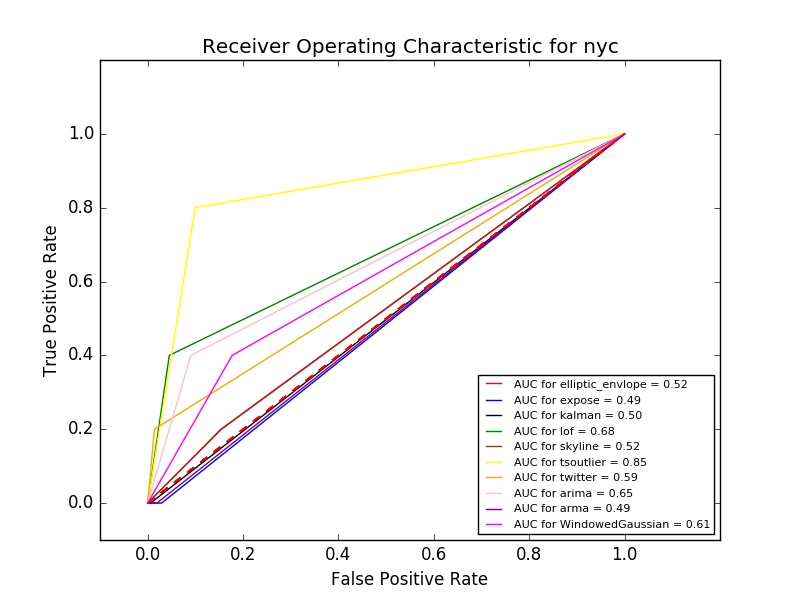 Receiver Operating Characteristic for nyc
True Positive Rate
1.0
0.8
0.6
0.4
0.2
0.0
AUC for elliptic_envlope = 0.52
AUC for expose = 0.49
AUC for kalman = 0.50
AUC for lof = 0.68
AUC for skyline = 0.52
AUC for tsoutlier = 0.85
AUC for twitter = 0.59
AUC for arima = 0.65
AUC for arma = 0.49
AUC for WindowedGaussian = 0.61
0.0 0.2 0.4 0.6 0.8 1.0
False Positive Rate